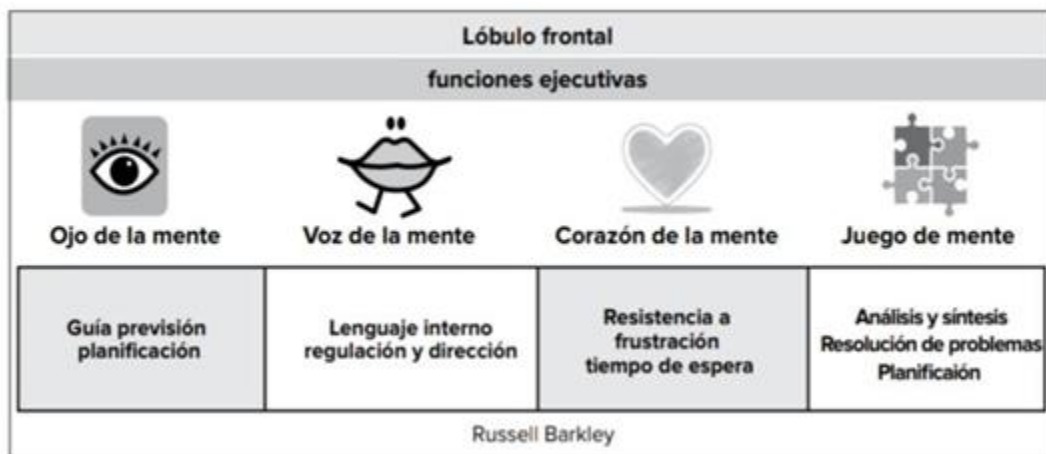 Lóbulo frontal
funciones ejecutivas
Ojo de la mente
Voz de la mente
Corazón de la mente
Juego de mente
Guía previsión
planificación
Lenguaje interno
regulación y dirección
Resistencia a
frustración
tiempo de espera
Análisis y síntesis
Resolución de problemas
Planificaión
Russell Barkley